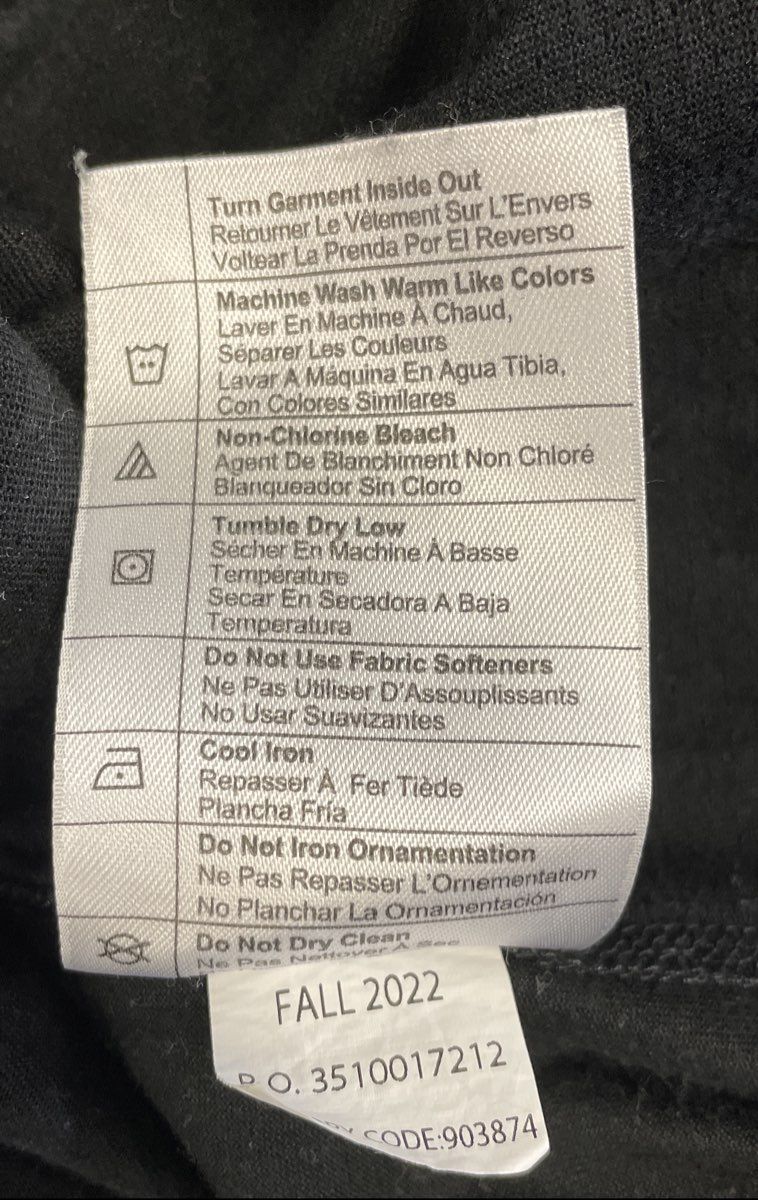 Turn Garment Inside Out
Retourner Le Vêtement Sur L'Envers
Voltear La Prenda Por El Reverso
Machine Wash Warm Like Colors
Laver En Machine À Chaud,
Séparer Les Couleurs
Lavar A Máquina En Agua Tibia,
Con Colores Similares
Non-Chlorine Bleach
Agent De Blanchiment Non Chloré
Blanqueador Sin Cloro
Tumble Dry Low
Sécher En Machine À Basse
Température
Secar En Secadora A Baja
Temperatura
Do Not Use Fabric Softeners
Ne Pas Utiliser D'Assouplissants
No Usar Suavizantes
Cool Iron
Repasser À Fer Tiède
Plancha Fría
Do Not Iron Ornamentation
Ne Pas Repasser L'Ornementation
No Planchar La Ornamentación
Do Not Dry Clean
Ne Pas Nettoyer À Sec
FALL 2022
P.O. 3510017212
CODE:903874